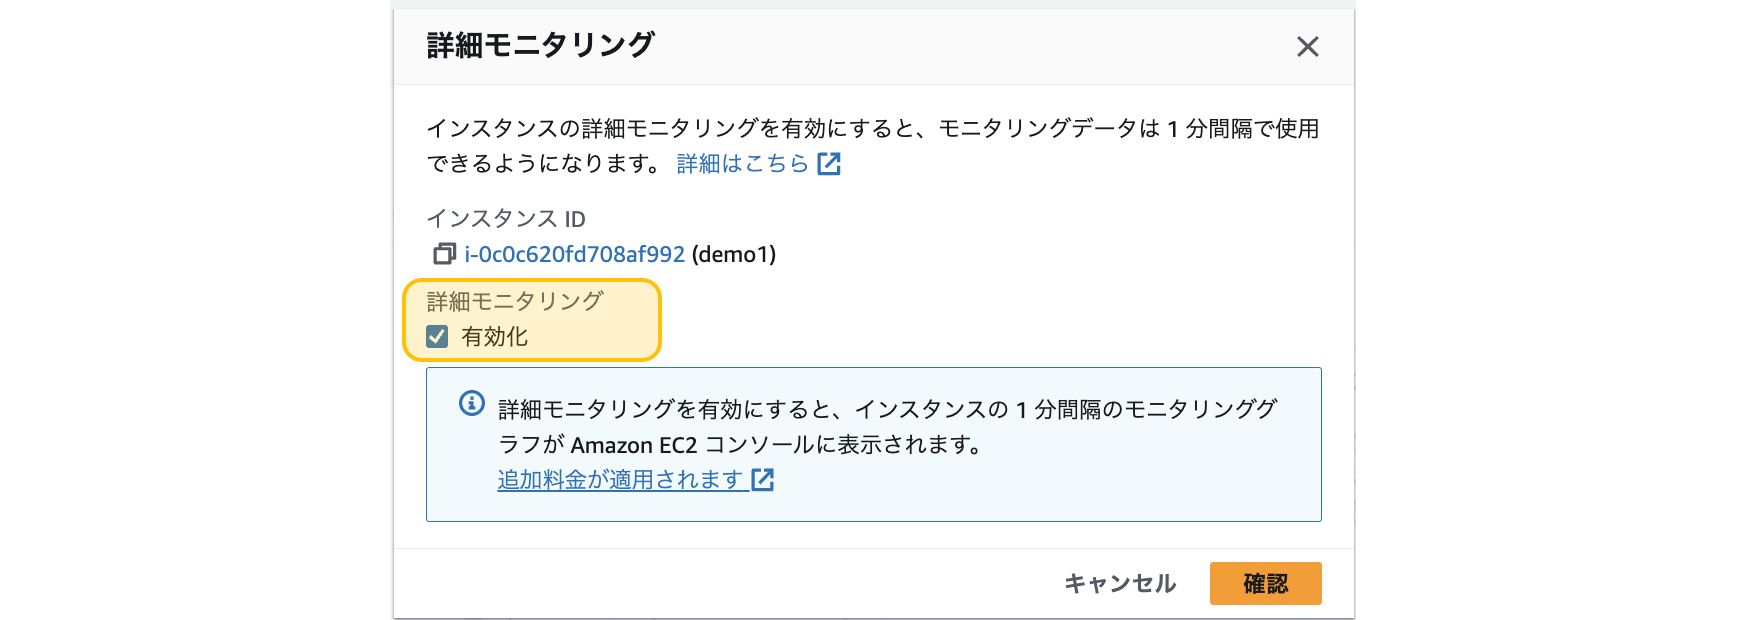 詳細モニタリング
インスタンスの詳細モニタリングを有効にすると、モニタリングデータは 1 分間隔で使用
できるようになります。 詳細はこちら
インスタンス ID
i-0c0c620fd708af992 (demo1)
詳細モニタリング
有効化
詳細モニタリングを有効にすると、インスタンスの 1 分間隔のモニタリンググ
ラフが Amazon EC2 コンソールに表示されます。
追加料金が適用されます
キャンセル 確認